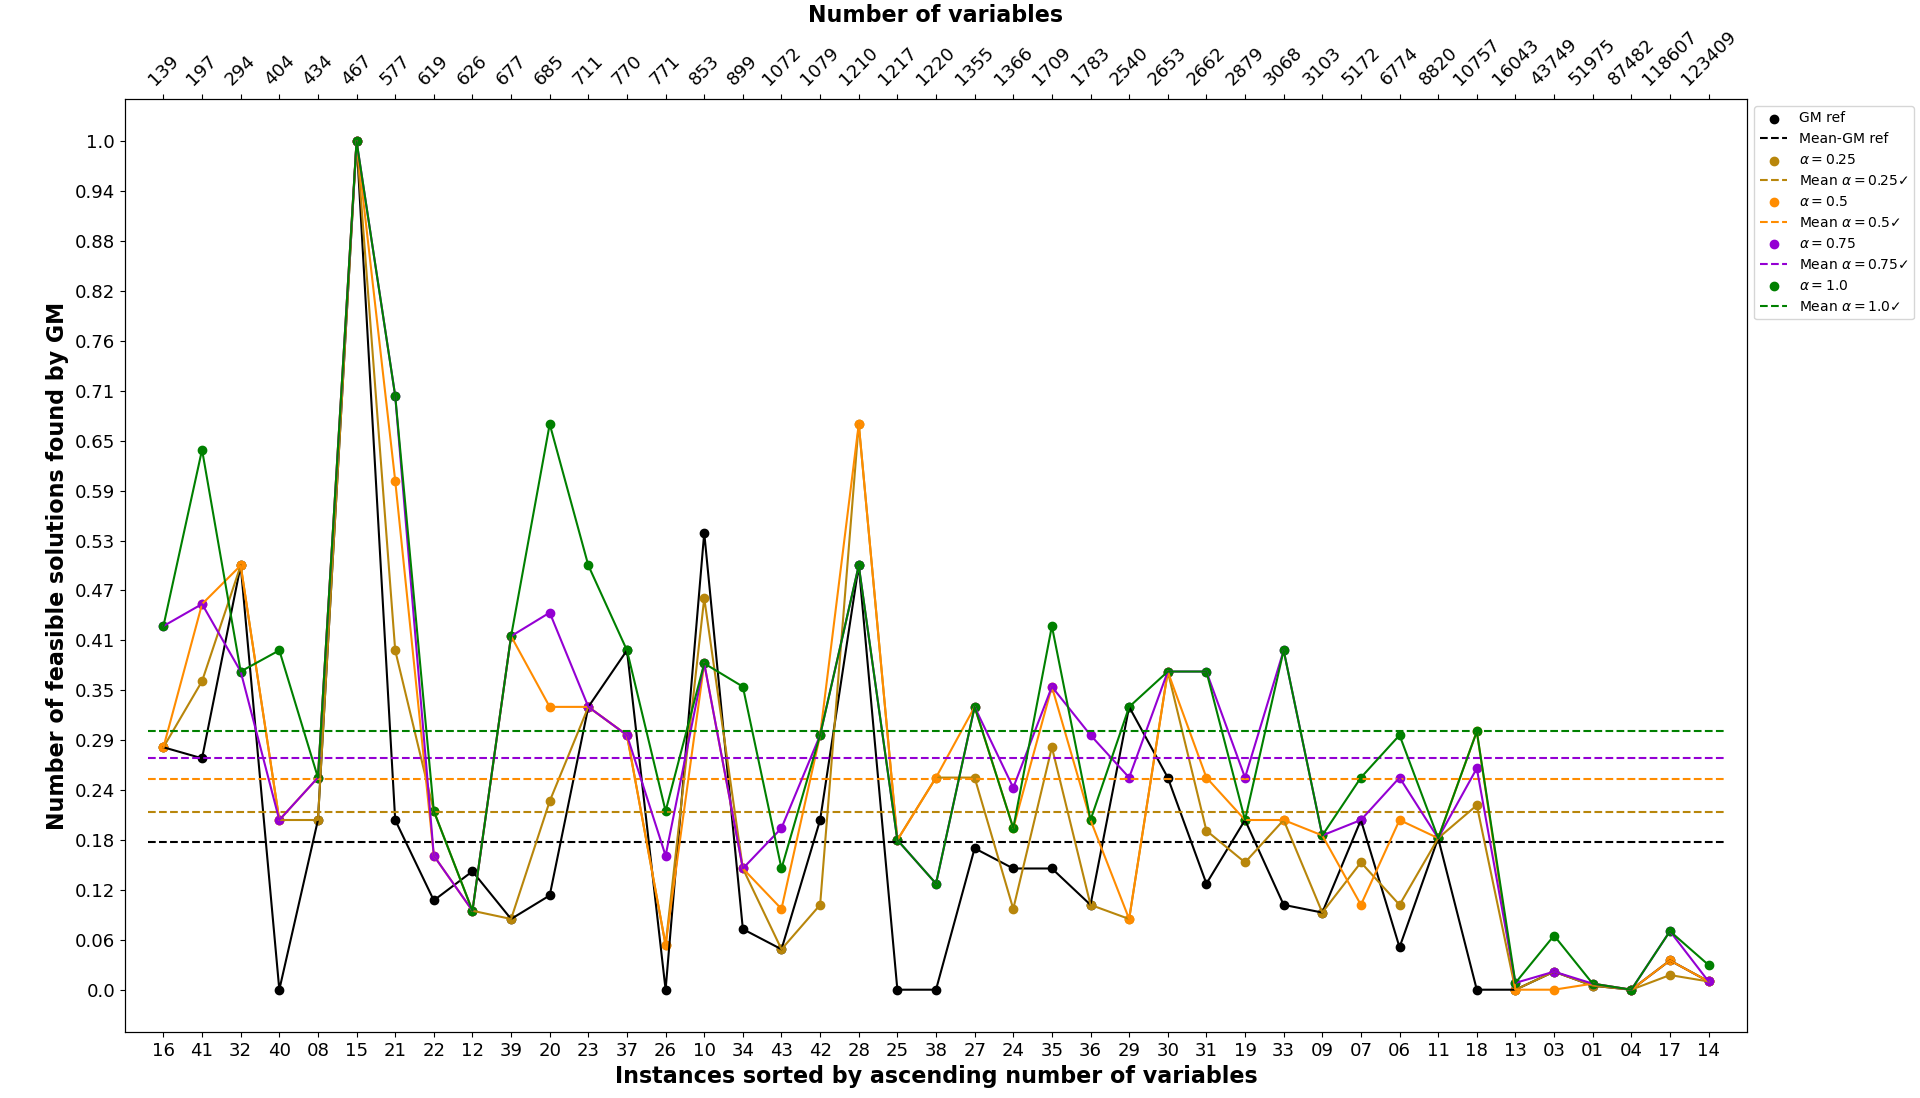 Number of variables
139 197 294 404 434 467 577 619 626 677 685 711 770 771 853 899 1072 1079 1210 1217 1220 1355 1366 1709 1783 2540 2653 2662 2879 3068 3103 5172 6774 8820 10757 16043 43749 51975 87482 118607 123409
Number of feasible solutions found by GM
1.0
0.94
0.88
0.82
0.76
0.71
0.65
0.59
0.53
0.47
0.41
0.35
0.29
0.24
0.18
0.12
0.06
0.0
GM ref
Mean-GM ref
α = 0.25
Mean α = 0.25✓
α = 0.5
Mean α = 0.5✓
α = 0.75
Mean α = 0.75✓
α = 1.0
Mean α = 1.0✓
16 41 32 40 08 15 21 22 12 39 20 23 37 26 10 34 43 42 28 25 38 27 24 35 36 29 30 31 19 33 09 07 06 11 18 13 03 01 04 17 14
Instances sorted by ascending number of variables